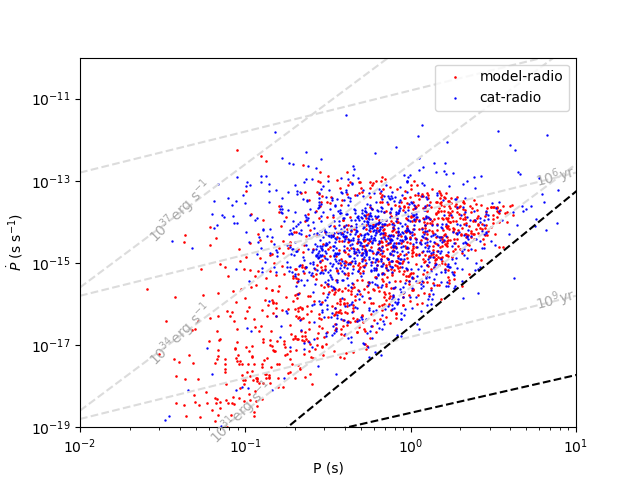 model-radio
cat-radio
10^{-11}
10^{-13}
10^{-15}
10^{-17}
10^{-19}
Ṗ (s s^{−1})
10^{37} erg s^{−1}
10^{34} erg s^{−1}
10^{31} erg s^{−1}
10^6 yr
10^9 yr
10^{−2}
10^{−1}
10^0
10^1
P (s)